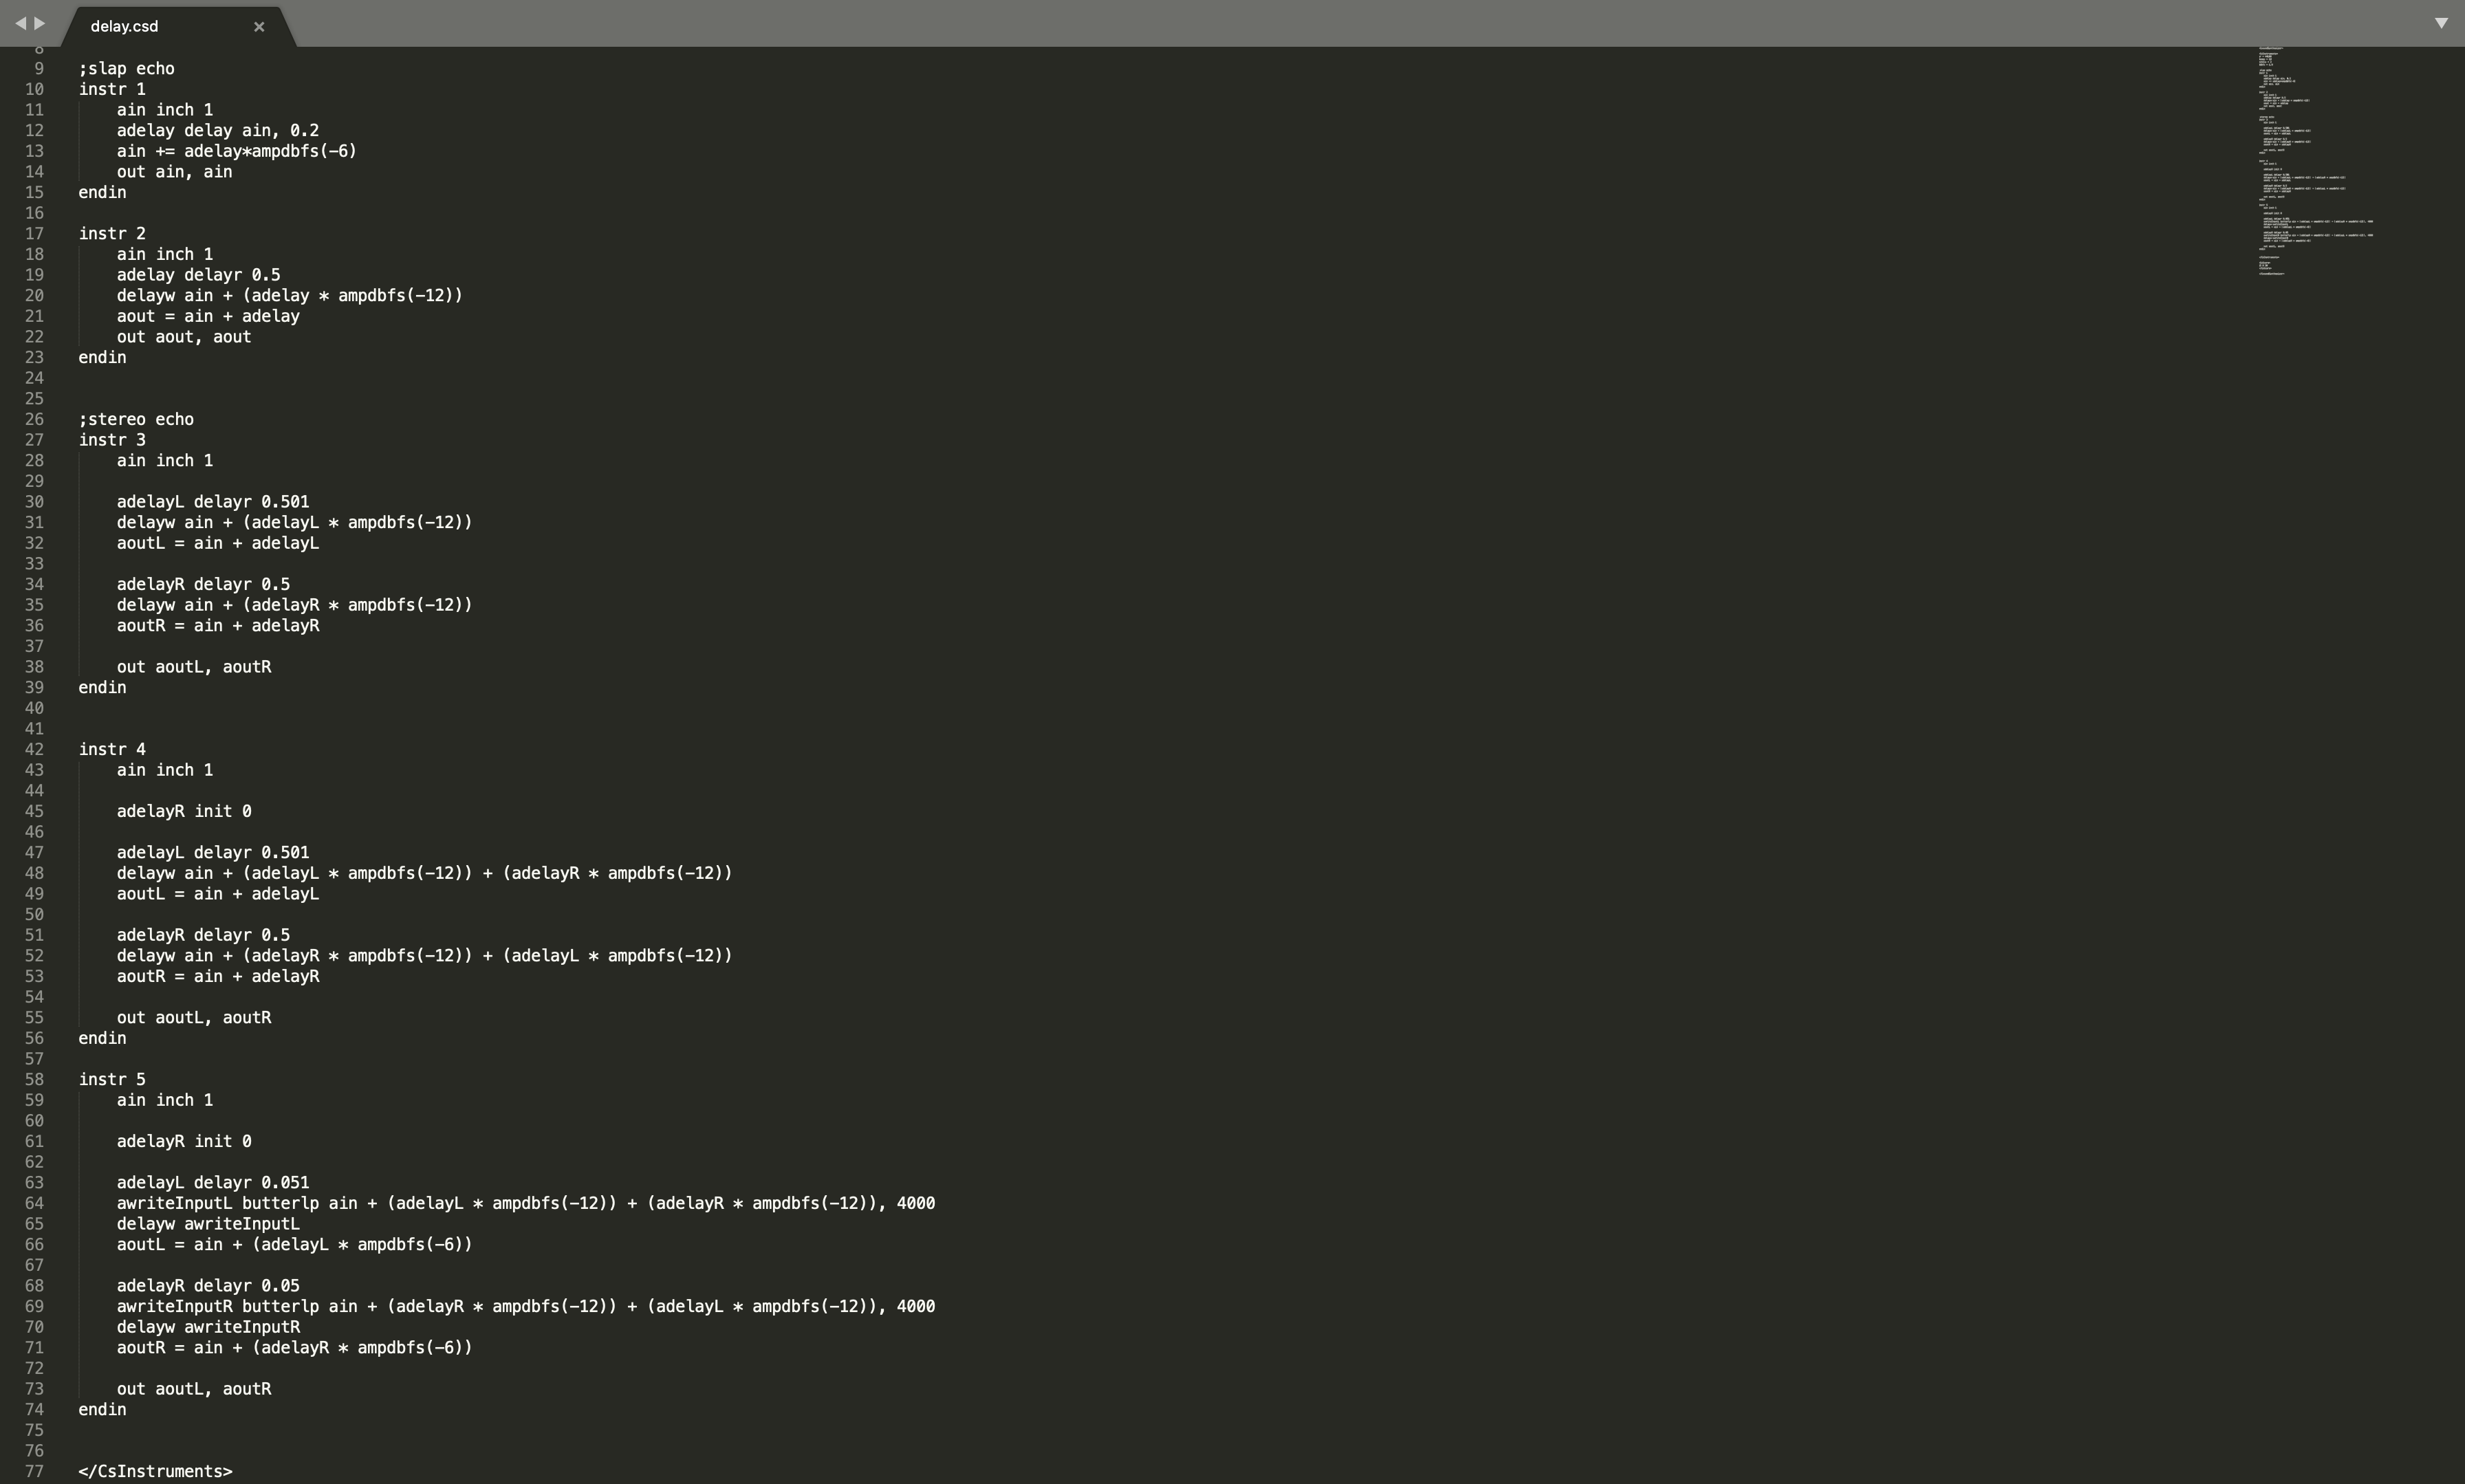 delay.csd
8
9 ;slap echo
10 instr 1
11     ain inch 1
12     adelay delay ain, 0.2
13     ain += adelay*ampdbfs(-6)
14     out ain, ain
15 endin
16
17 instr 2
18     ain inch 1
19     adelay delayr 0.5
20     delayw ain + (adelay * ampdbfs(-12))
21     aout = ain + adelay
22     out aout, aout
23 endin
24
25
26 ;stereo echo
27 instr 3
28     ain inch 1
29
30     adelayL delayr 0.501
31     delayw ain + (adelayL * ampdbfs(-12))
32     aoutL = ain + adelayL
33
34     adelayR delayr 0.5
35     delayw ain + (adelayR * ampdbfs(-12))
36     aoutR = ain + adelayR
37
38     out aoutL, aoutR
39 endin
40
41
42 instr 4
43     ain inch 1
44
45     adelayR init 0
46
47     adelayL delayr 0.501
48     delayw ain + (adelayL * ampdbfs(-12)) + (adelayR * ampdbfs(-12))
49     aoutL = ain + adelayL
50
51     adelayR delayr 0.5
52     delayw ain + (adelayR * ampdbfs(-12)) + (adelayL * ampdbfs(-12))
53     aoutR = ain + adelayR
54
55     out aoutL, aoutR
56 endin
57
58 instr 5
59     ain inch 1
60
61     adelayR init 0
62
63     adelayL delayr 0.051
64     awriteInputL butterlp ain + (adelayL * ampdbfs(-12)) + (adelayR * ampdbfs(-12)), 4000
65     delayw awriteInputL
66     aoutL = ain + (adelayL * ampdbfs(-6))
67
68     adelayR delayr 0.05
69     awriteInputR butterlp ain + (adelayR * ampdbfs(-12)) + (adelayL * ampdbfs(-12)), 4000
70     delayw awriteInputR
71     aoutR = ain + (adelayR * ampdbfs(-6))
72
73     out aoutL, aoutR
74 endin
75
76
77 </CsInstruments>